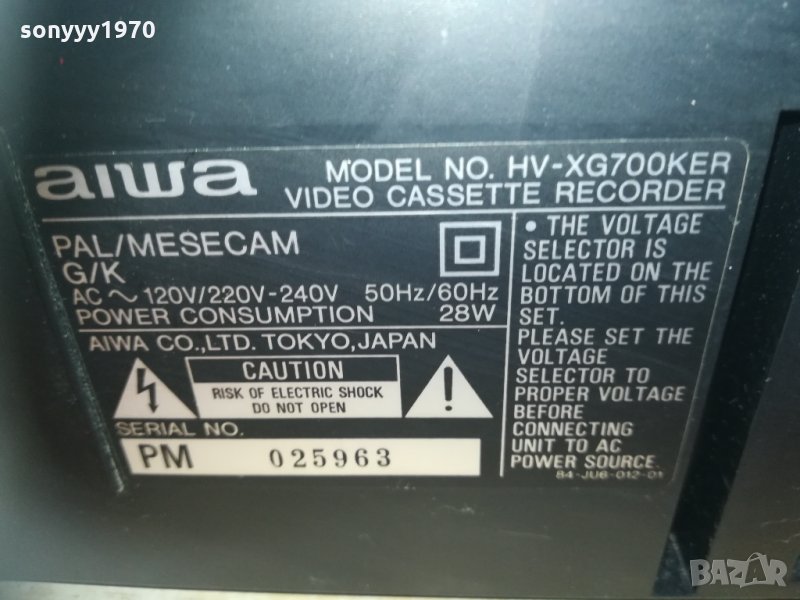 sonyyy1970
aiwa
MODEL NO. HV-XG700KER
VIDEO CASSETTE RECORDER
PAL/MESECAM
G/K
AC ~ 120V/220V-240V 50Hz/60Hz
POWER CONSUMPTION 28W
AIWA CO.,LTD. TOKYO,JAPAN
CAUTION
RISK OF ELECTRIC SHOCK
DO NOT OPEN
SERIAL NO.
PM 025963
• THE VOLTAGE
SELECTOR IS
LOCATED ON THE
BOTTOM OF THIS
SET.
PLEASE SET THE
VOLTAGE
SELECTOR TO
PROPER VOLTAGE
BEFORE
CONNECTING
UNIT TO AC
POWER SOURCE.
84-JU6-012-01
BAZAR